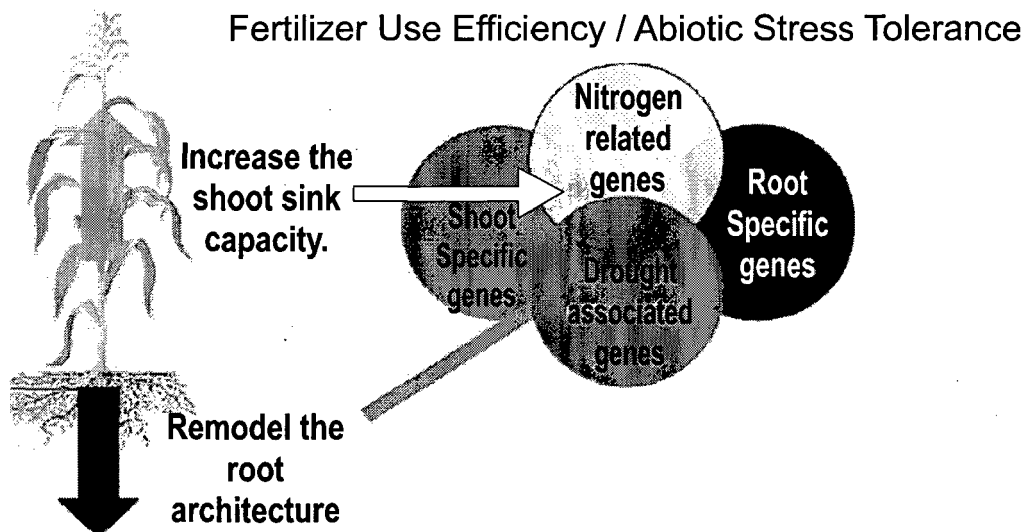 Fertilizer Use Efficiency / Abiotic Stress Tolerance
Increase the
shoot sink
capacity.
Nitrogen
related
genes
Shoot
Specific
genes
Root
Specific
genes
Drought
associated
genes
Remodel the
root
architecture